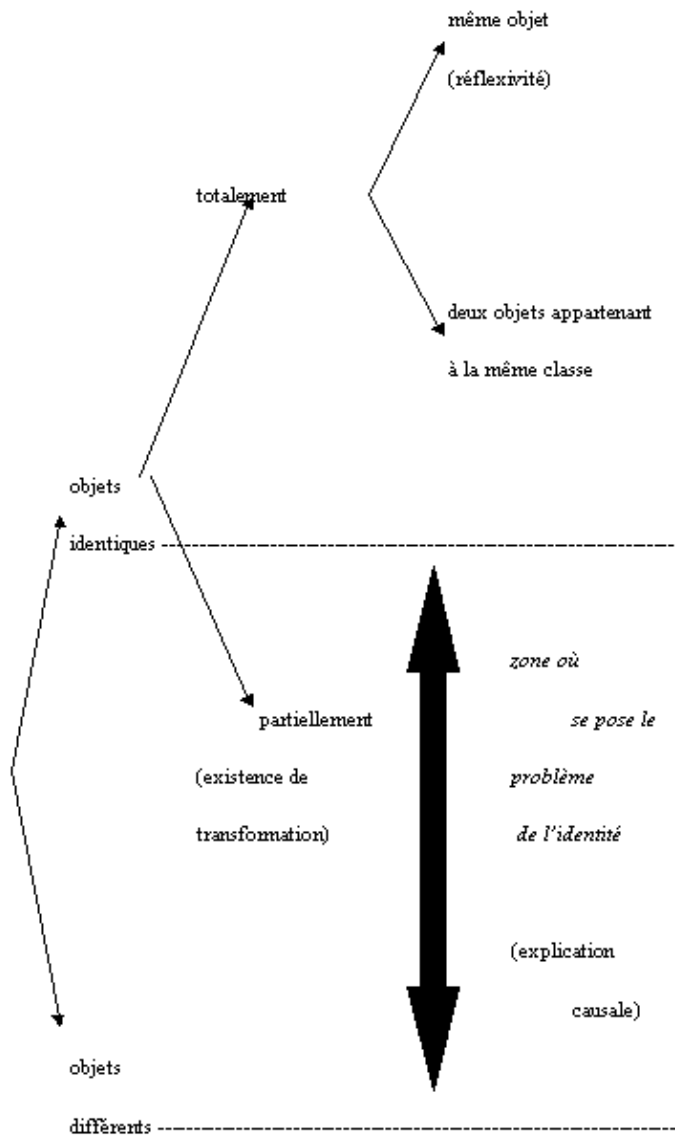 même objet
(réflexivité)
totalement
deux objets appartenant
à la même classe
objets
identiques
zone où
partiellement
se pose le
(existence de
problème
transformation)
de l'identité
(explication
causale)
objets
différents